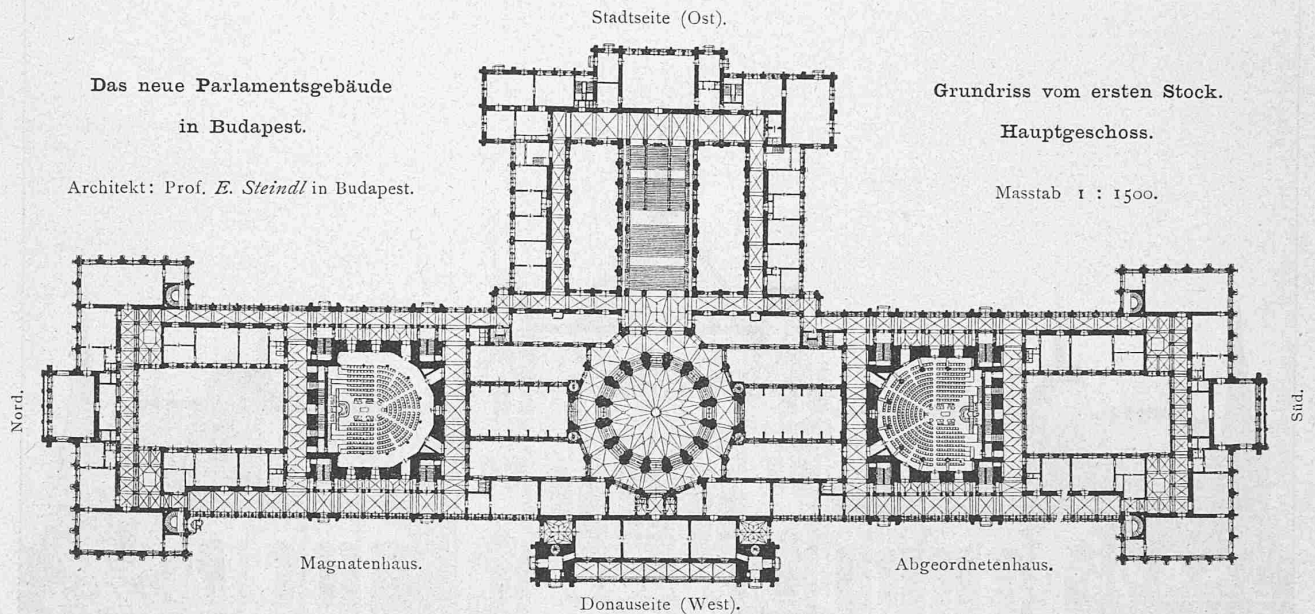 Stadtseite (Ost).
Das neue Parlamentsgebäude
in Budapest.
Architekt: Prof. E. Steindl in Budapest.
Grundriss vom ersten Stock.
Hauptgeschoss.
Masstab 1 : 1500.
Nord.
Süd.
Magnatenhaus.
Abgeordnetenhaus.
Donauseite (West).